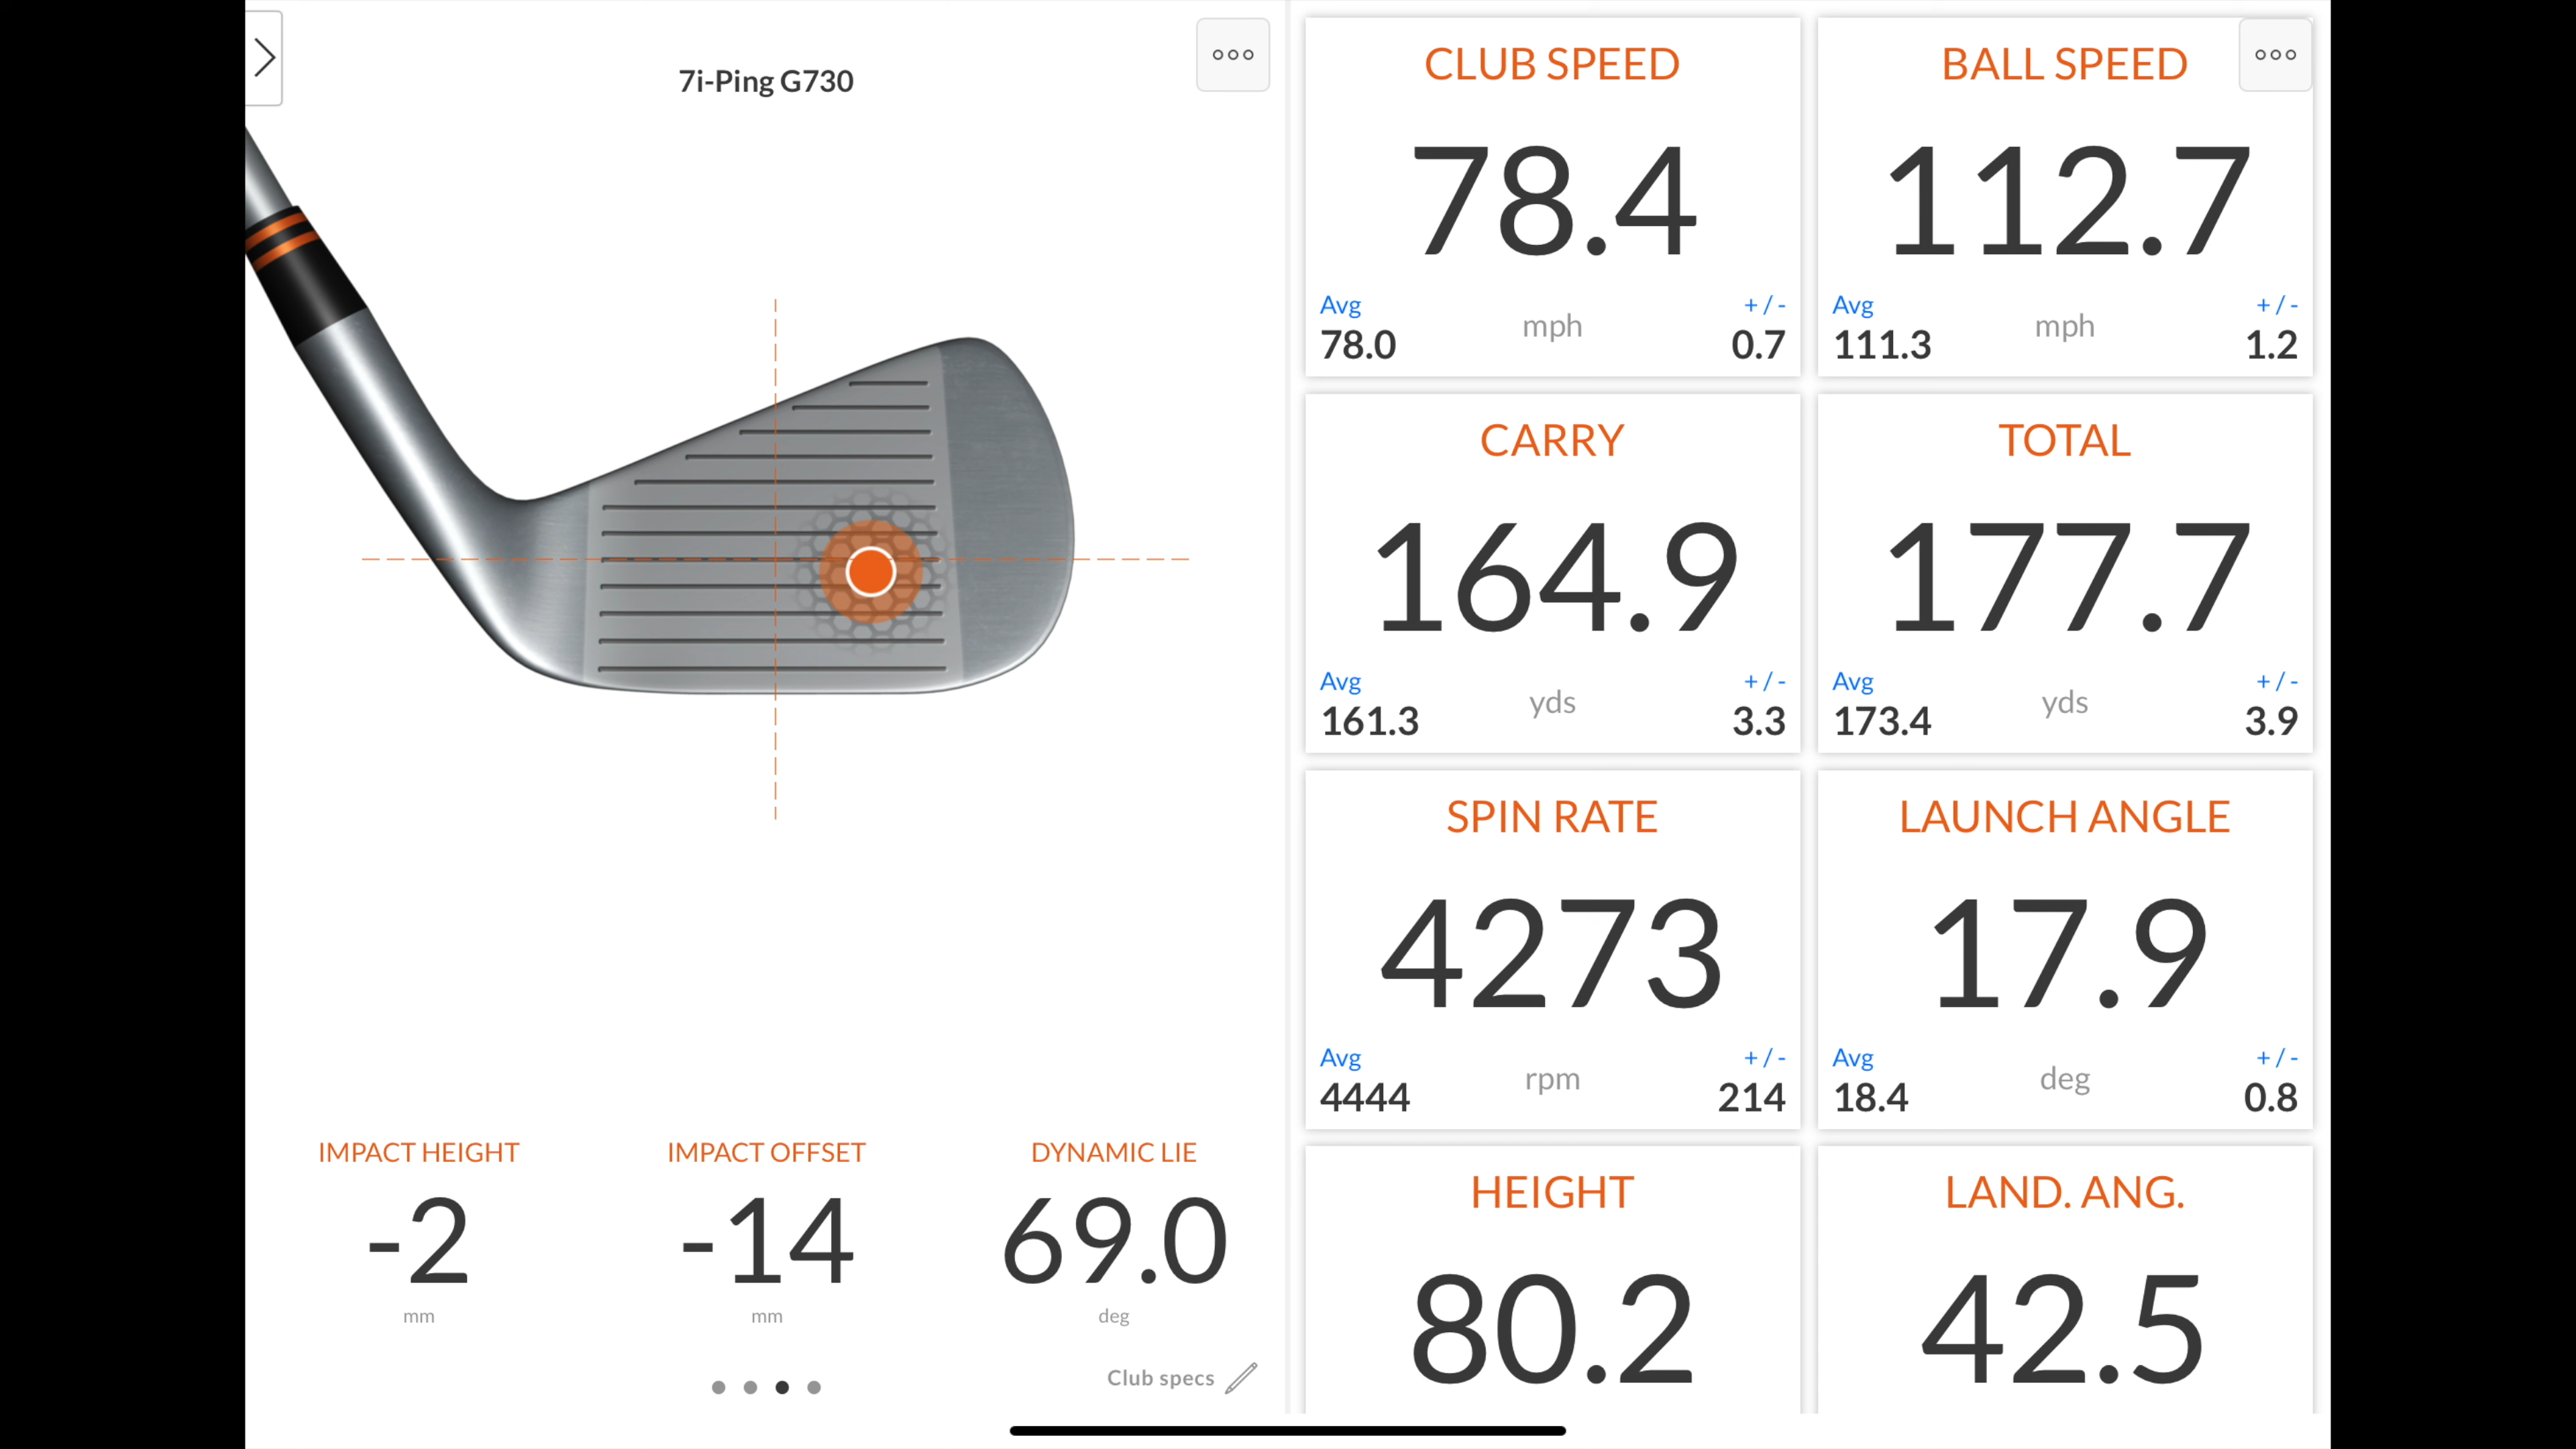 7i-Ping G730
IMPACT HEIGHT
-2
mm
IMPACT OFFSET
-14
mm
DYNAMIC LIE
69.0
deg
Club specs
CLUB SPEED
78.4
Avg
mph
+ / -
78.0
0.7
BALL SPEED
112.7
Avg
mph
+ / -
111.3
1.2
CARRY
164.9
Avg
yds
+ / -
161.3
3.3
TOTAL
177.7
Avg
yds
+ / -
173.4
3.9
SPIN RATE
4273
Avg
rpm
+ / -
4444
214
LAUNCH ANGLE
17.9
Avg
deg
+ / -
18.4
0.8
HEIGHT
80.2
LAND. ANG.
42.5